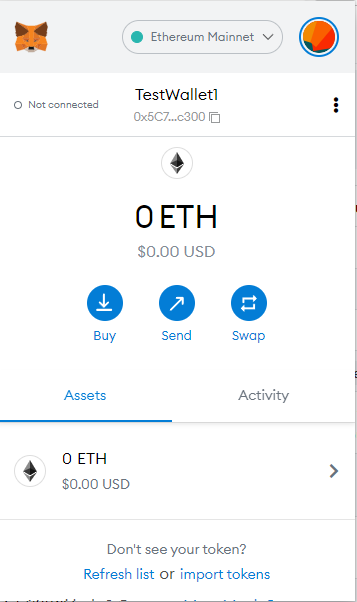 Ethereum Mainnet
Not connected
TestWallet1
0x5C7...c300
0 ETH
$0.00 USD
Buy Send Swap
Assets Activity
0 ETH
$0.00 USD
Don't see your token?
Refresh list or import tokens